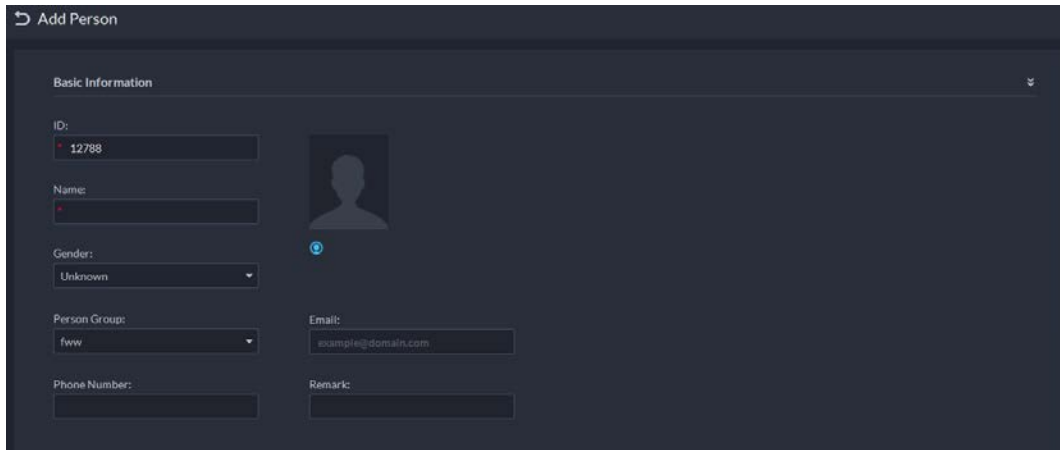 Add Person
Basic Information
ID:
* 12788
Name:
*
Gender:
Unknown
Person Group:
Email:
fww
example@domain.com
Phone Number:
Remark: